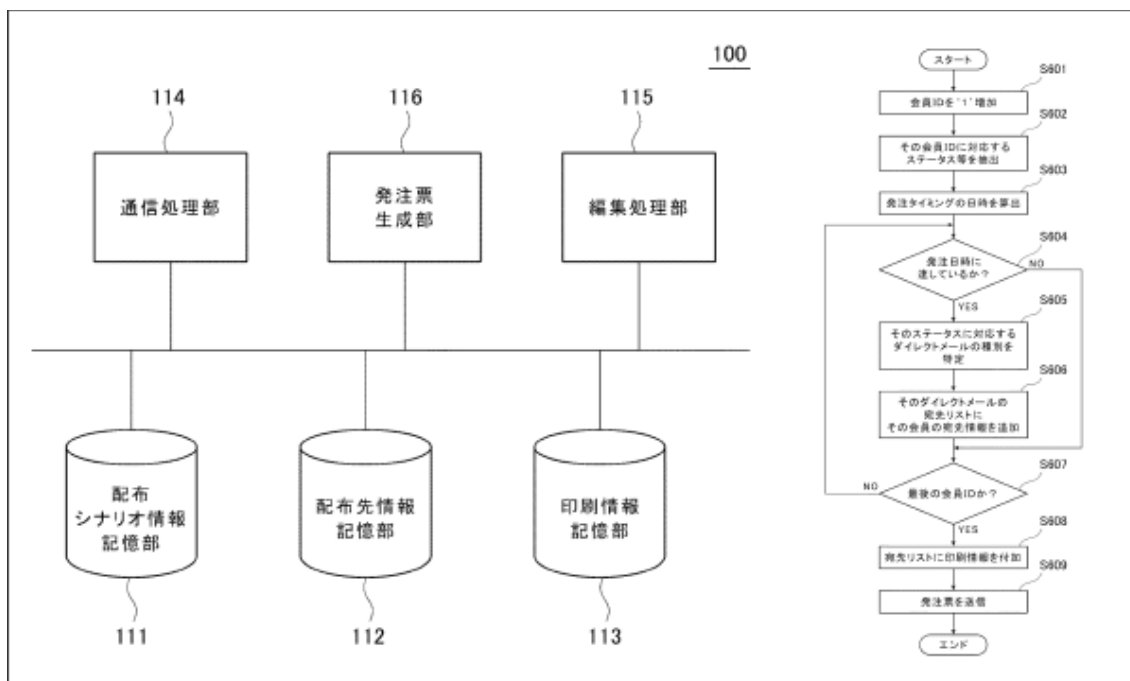 100
114
116
115
通信処理部
発注票
生成部
編集処理部
配布
シナリオ情報
記憶部
配布先情報
記憶部
印刷情報
記憶部
111
112
113
スタート
S601
会員IDを'1'増加
S602
その会員IDに対応する
ステータス等を抽出
S603
発注タイミングの日時を算出
S604
発注日時に
達しているか?
NO
YES
S605
そのステータスに対応する
ダイレクトメールの種別を
特定
S606
そのダイレクトメールの
宛先リストに
その会員の宛先情報を追加
S607
NO
最後の会員IDか?
YES
S608
宛先リストに印刷情報を付加
S609
発注票を送信
エンド